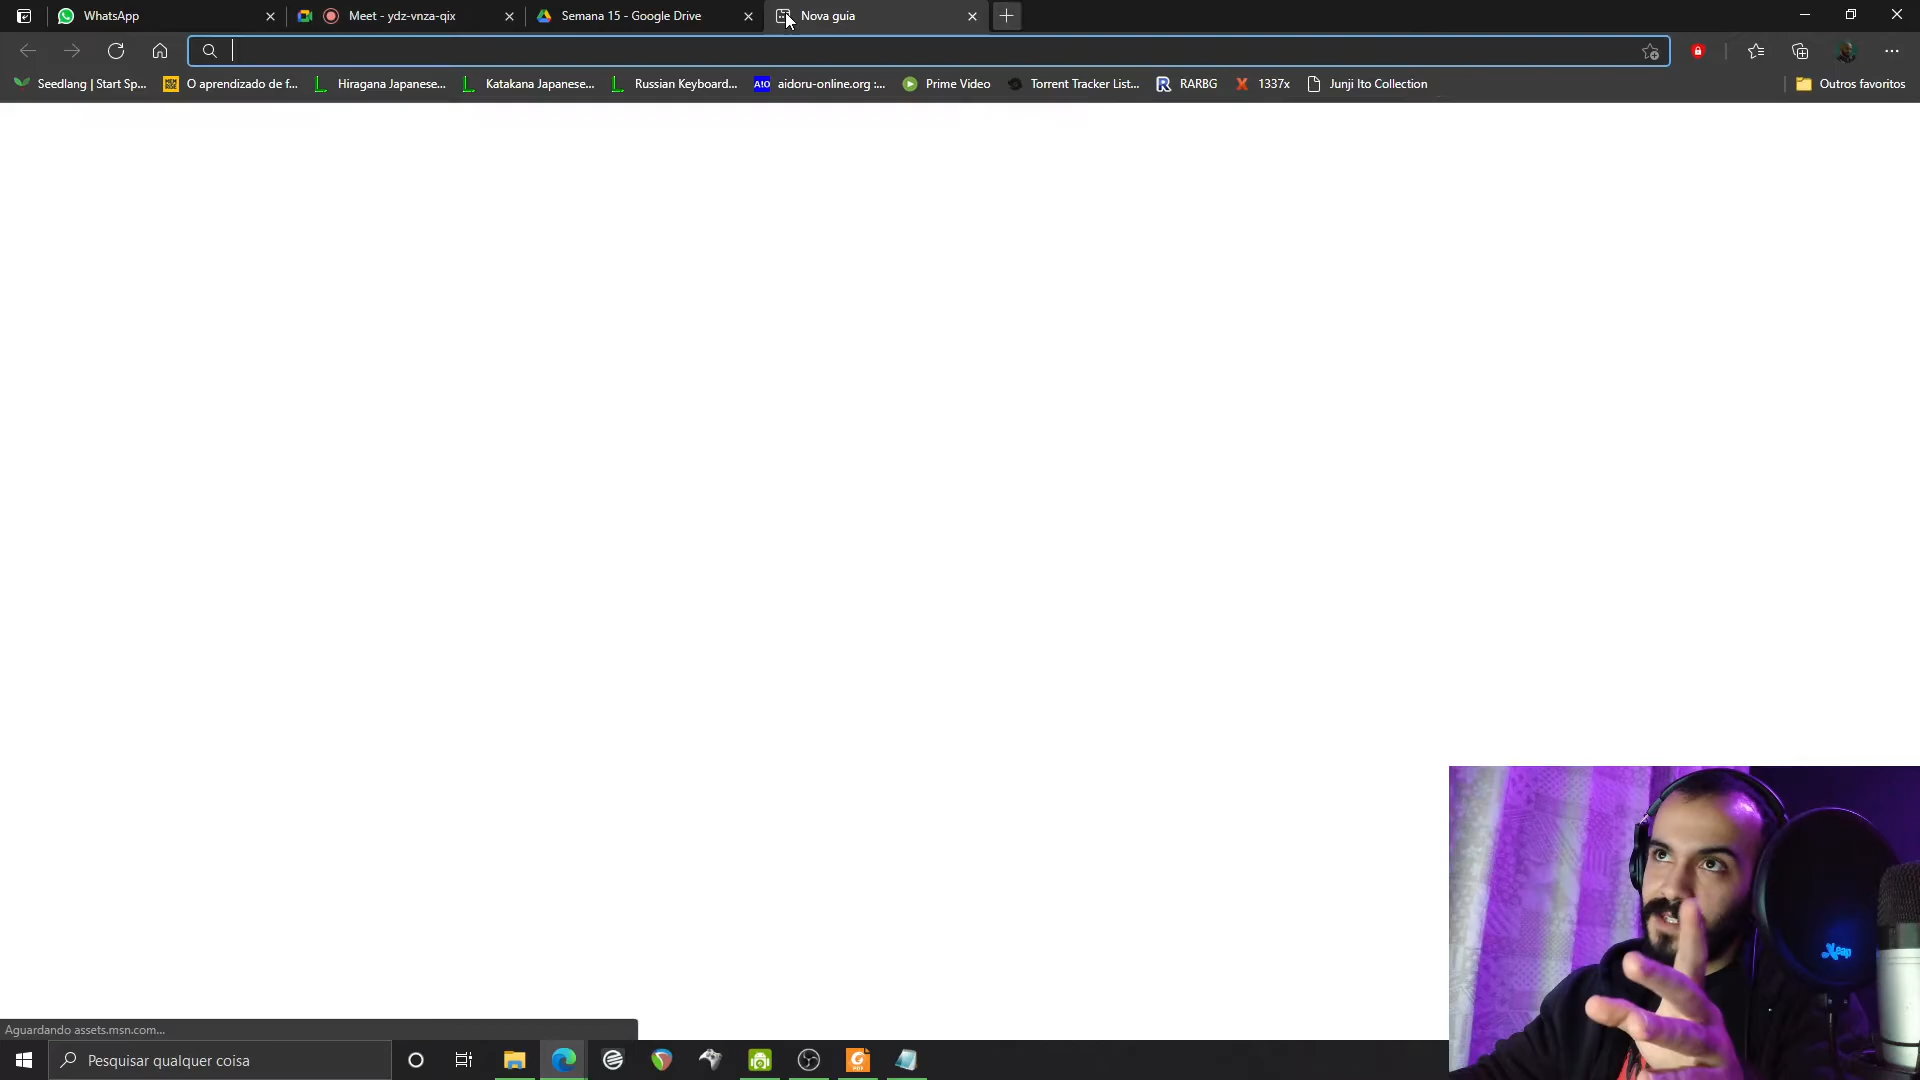 WhatsApp
Meet - ydz-vnza-qix
Semana 15 - Google Drive
Nova guia
Seedlang | Start Sp...
O aprendizado de f...
Hiragana Japanese...
Katakana Japanese...
Russian Keyboard...
AIO
aidoru-online.org :...
Prime Video
Torrent Tracker List...
RARBG
1337x
Junji Ito Collection
Outros favoritos
Aguardando assets.msn.com...
Pesquisar qualquer coisa